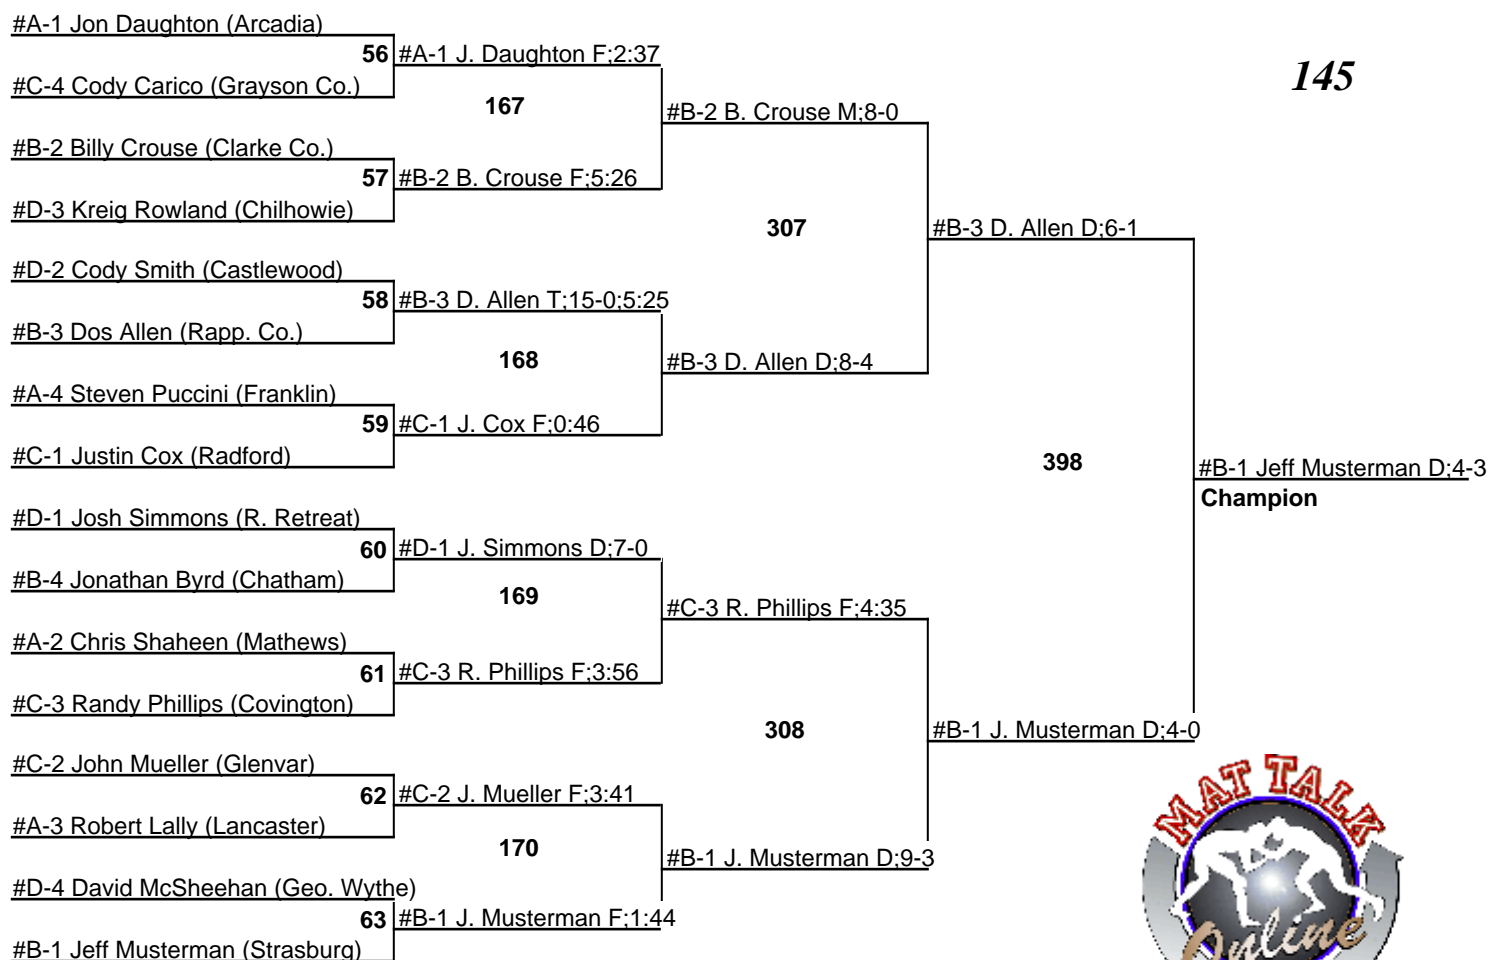 #A-1 Jon Daughton (Arcadia)
56 #A-1 J. Daughton F;2:37
#C-4 Cody Carico (Grayson Co.)
145
167
#B-2 B. Crouse M;8-0
#B-2 Billy Crouse (Clarke Co.)
57 #B-2 B. Crouse F;5:26
#D-3 Kreig Rowland (Chilhowie)
307
#B-3 D. Allen D;6-1
#D-2 Cody Smith (Castlewood)
58 #B-3 D. Allen T;15-0;5:25
#B-3 Dos Allen (Rapp. Co.)
168
#B-3 D. Allen D;8-4
#A-4 Steven Puccini (Franklin)
59 #C-1 J. Cox F;0:46
#C-1 Justin Cox (Radford)
398
#B-1 Jeff Musterman D;4-3
Champion
#D-1 Josh Simmons (R. Retreat)
60 #D-1 J. Simmons D;7-0
#B-4 Jonathan Byrd (Chatham)
169
#C-3 R. Phillips F;4:35
#A-2 Chris Shaheen (Mathews)
61 #C-3 R. Phillips F;3:56
#C-3 Randy Phillips (Covington)
308
#B-1 J. Musterman D;4-0
#C-2 John Mueller (Glenvar)
62 #C-2 J. Mueller F;3:41
#A-3 Robert Lally (Lancaster)
170
#B-1 J. Musterman D;9-3
#D-4 David McSheehan (Geo. Wythe)
63 #B-1 J. Musterman F;1:44
#B-1 Jeff Musterman (Strasburg)
MAT TALK
Online